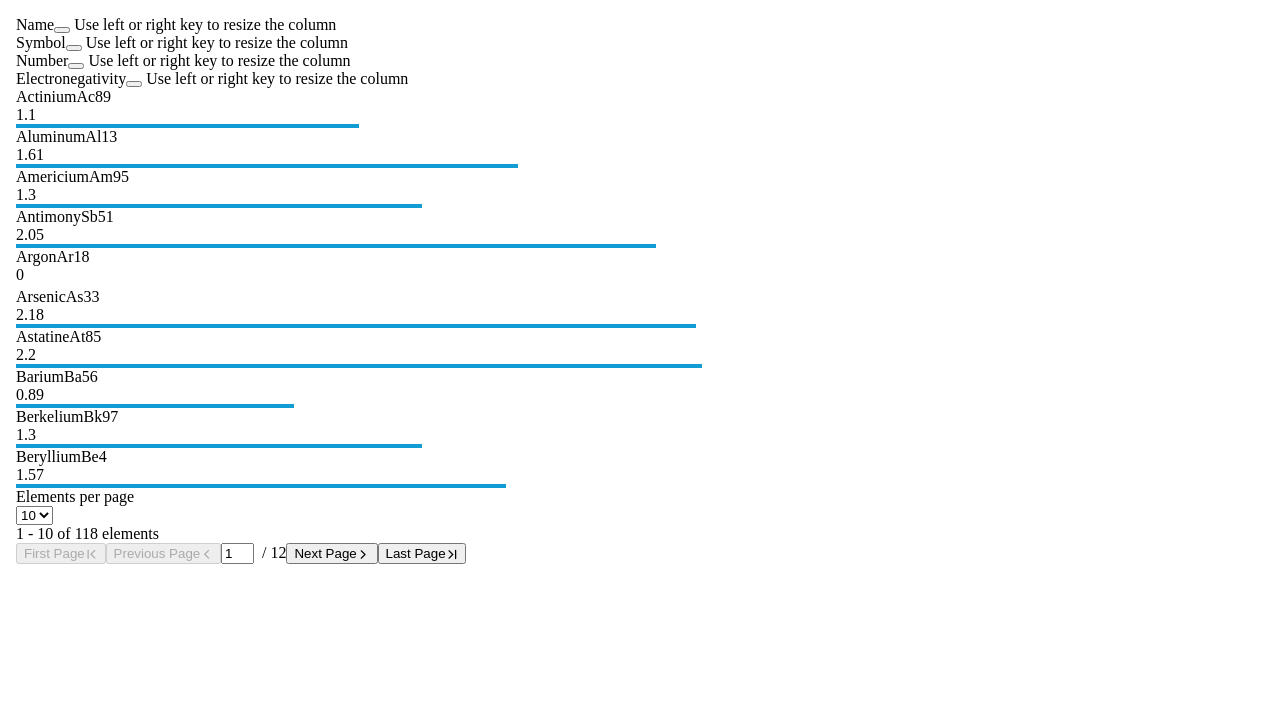 Name Use left or right key to resize the column
Symbol Use left or right key to resize the column
Number Use left or right key to resize the column
Electronegativity Use left or right key to resize the column
ActiniumAc89
1.1
AluminumAl13
1.61
AmericiumAm95
1.3
AntimonySb51
2.05
ArgonAr18
0
ArsenicAs33
2.18
AstatineAt85
2.2
BariumBa56
0.89
BerkeliumBk97
1.3
BerylliumBe4
1.57
Elements per page
10
1 - 10 of 118 elements
First Page Previous Page 1 / 12 Next Page Last Page